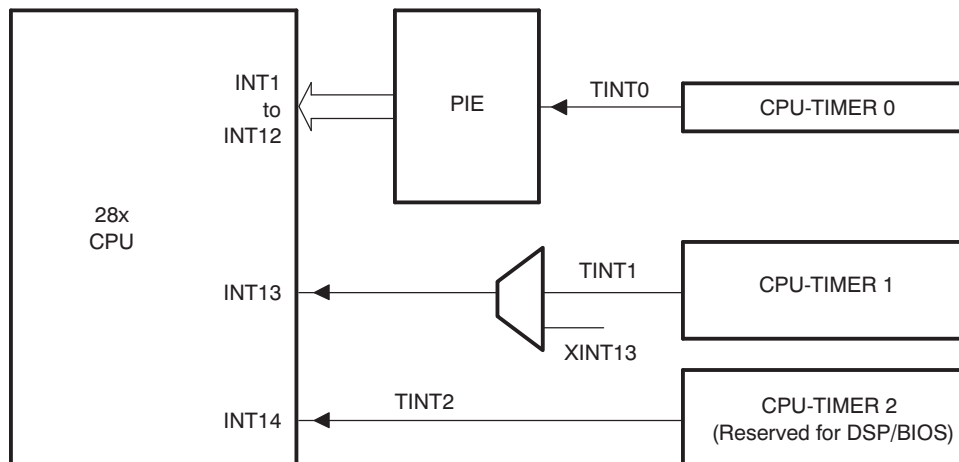 INT1
to
INT12
PIE
TINT0
CPU-TIMER 0
28x
CPU
INT13
TINT1
CPU-TIMER 1
XINT13
INT14
TINT2
CPU-TIMER 2
(Reserved for DSP/BIOS)